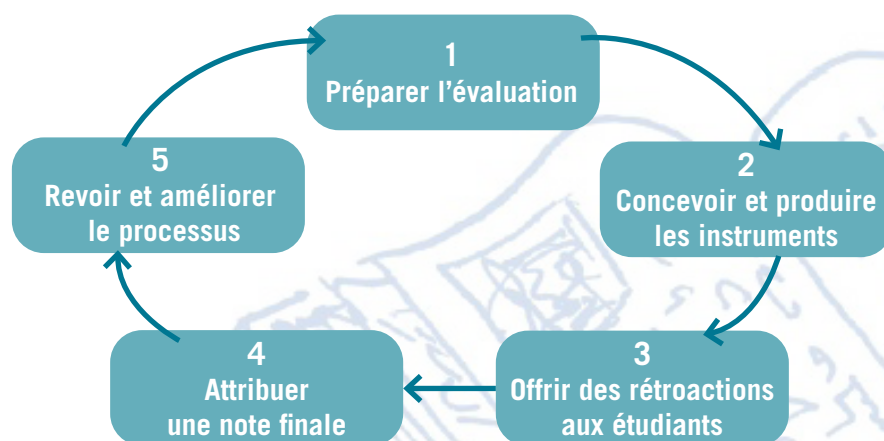 1
Préparer l’évaluation
2
Concevoir et produire
les instruments
3
Offrir des rétroactions
aux étudiants
4
Attribuer
une note finale
5
Revoir et améliorer
le processus